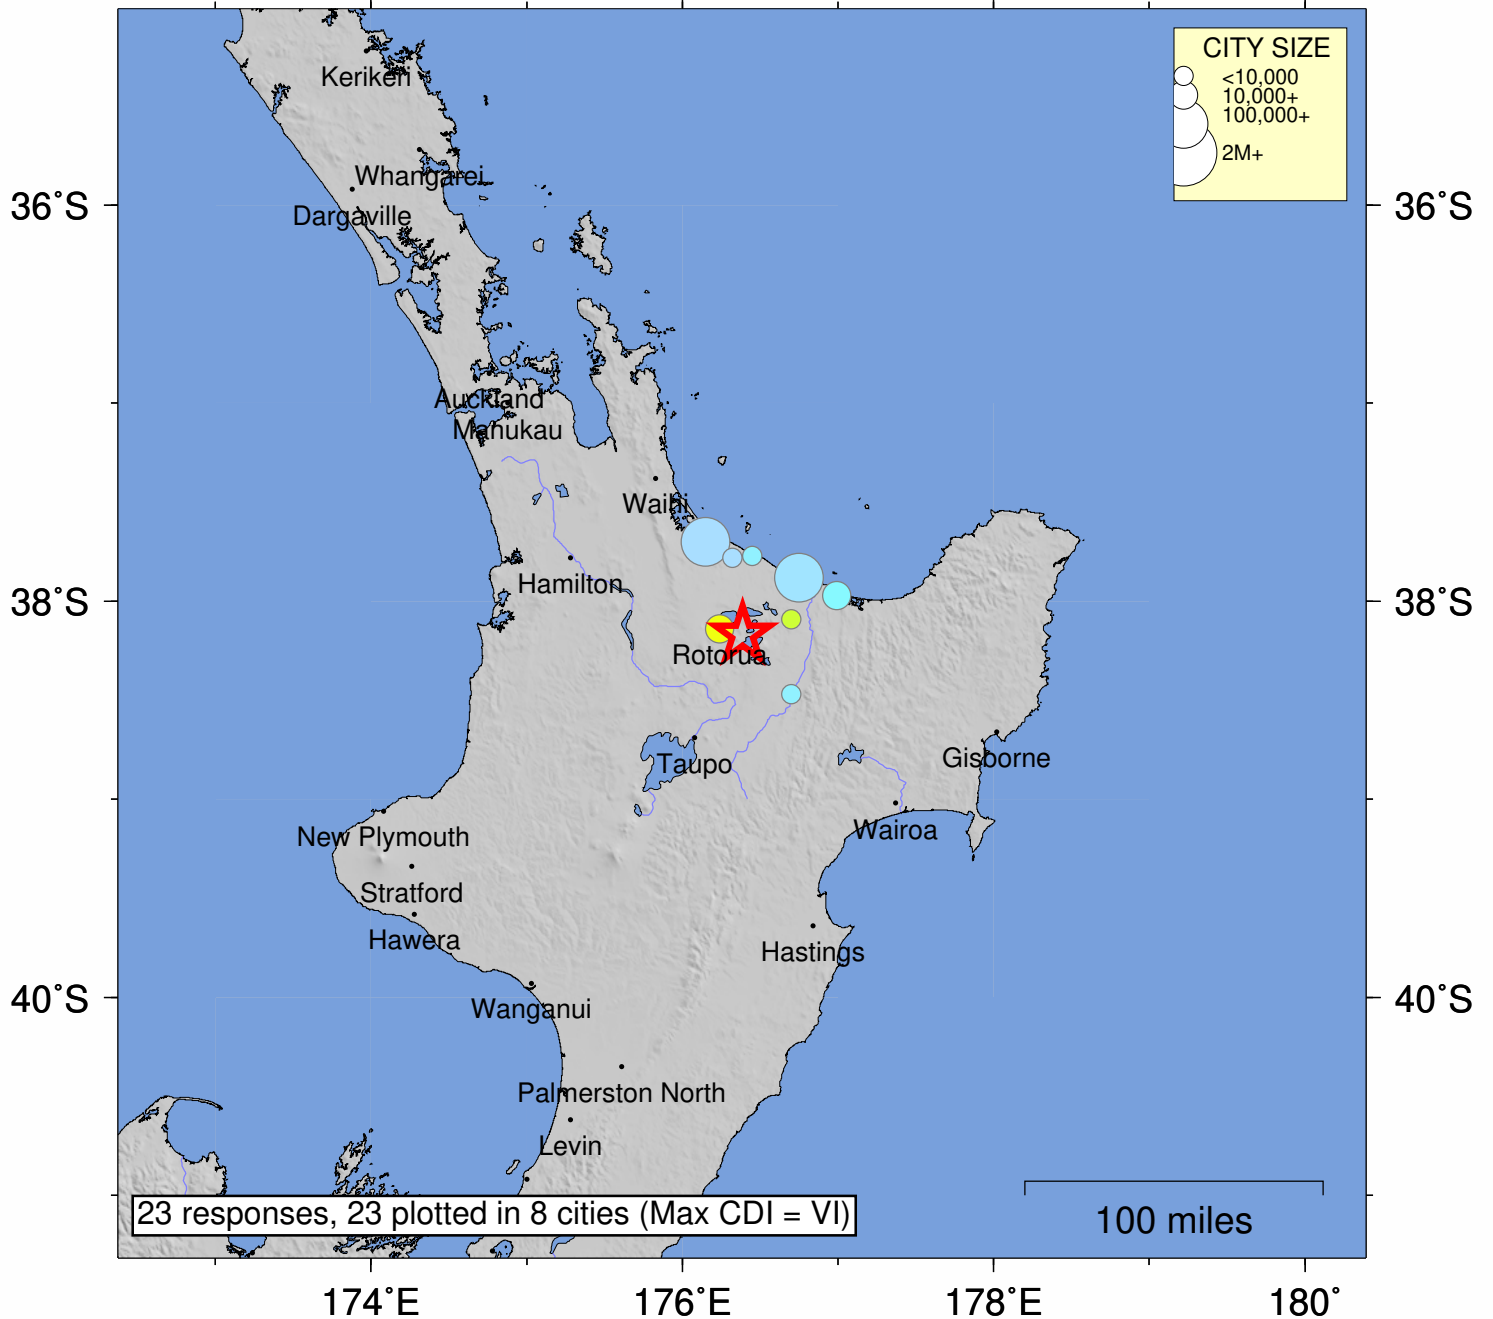 CITY SIZE
<10,000
10,000+
100,000+
2M+
Kerikeri
Whangarei
36˚S
36˚S
Dargaville
Auckland
Manukau
Waihi
Hamilton
38˚S
38˚S
Rotorua
Taupo
Gisborne
Wairoa
New Plymouth
Stratford
Hawera
Hastings
40˚S
40˚S
Wanganui
Palmerston North
Levin
23 responses, 23 plotted in 8 cities (Max CDI = VI)
100 miles
174˚E
176˚E
178˚E
180˚